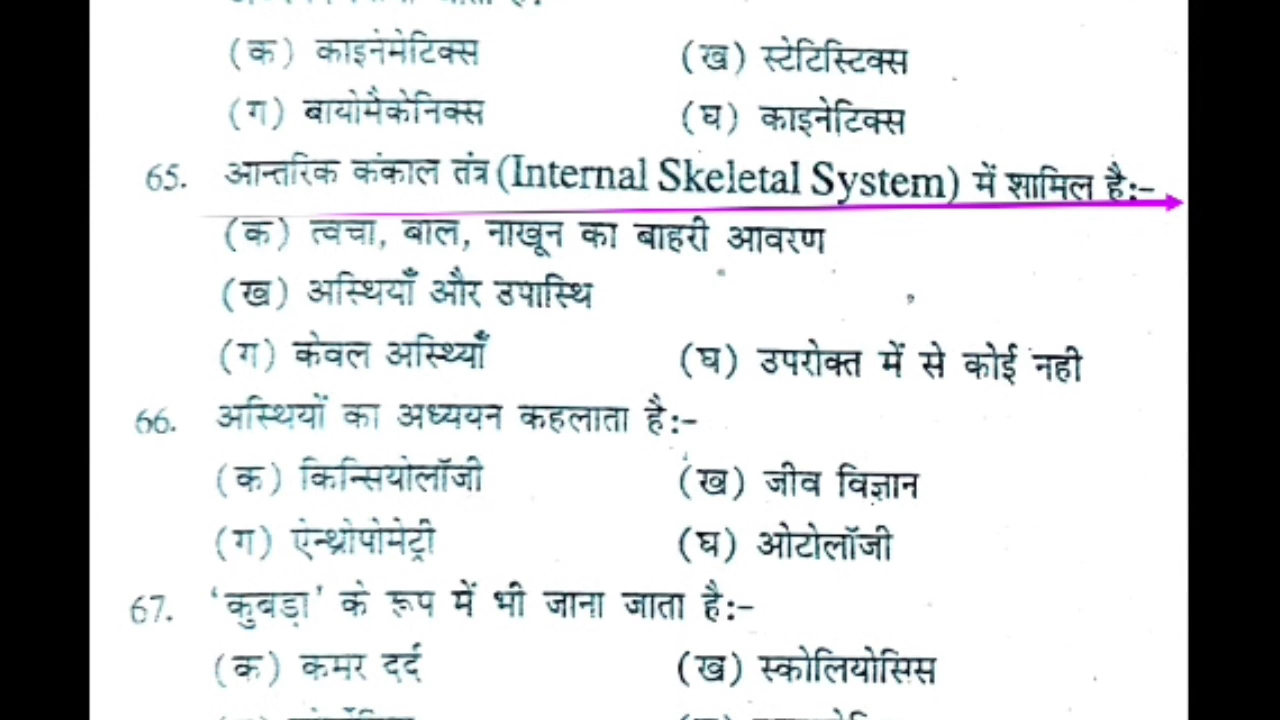 (क) काइनेमेटिक्स (ख) स्टेटिस्टिक्स
(ग) बायोमैकेनिक्स (घ) काइनेटिक्स
65. आन्तरिक कंकाल तंत्र (Internal Skeletal System) में शामिल है:-
(क) त्वचा, बाल, नाखून का बाहरी आवरण
(ख) अस्थियाँ और उपास्थि
(ग) केवल अस्थ्यिाँ (घ) उपरोक्त में से कोई नही
66. अस्थियों का अध्ययन कहलाता है:-
(क) किन्सियोलॉजी (ख) जीव विज्ञान
(ग) ऐन्थ्रोपोमेट्री (घ) ओटोलॉजी
67. 'कुबड़ा' के रूप में भी जाना जाता है:-
(क) कमर दर्द (ख) स्कोलियोसिस